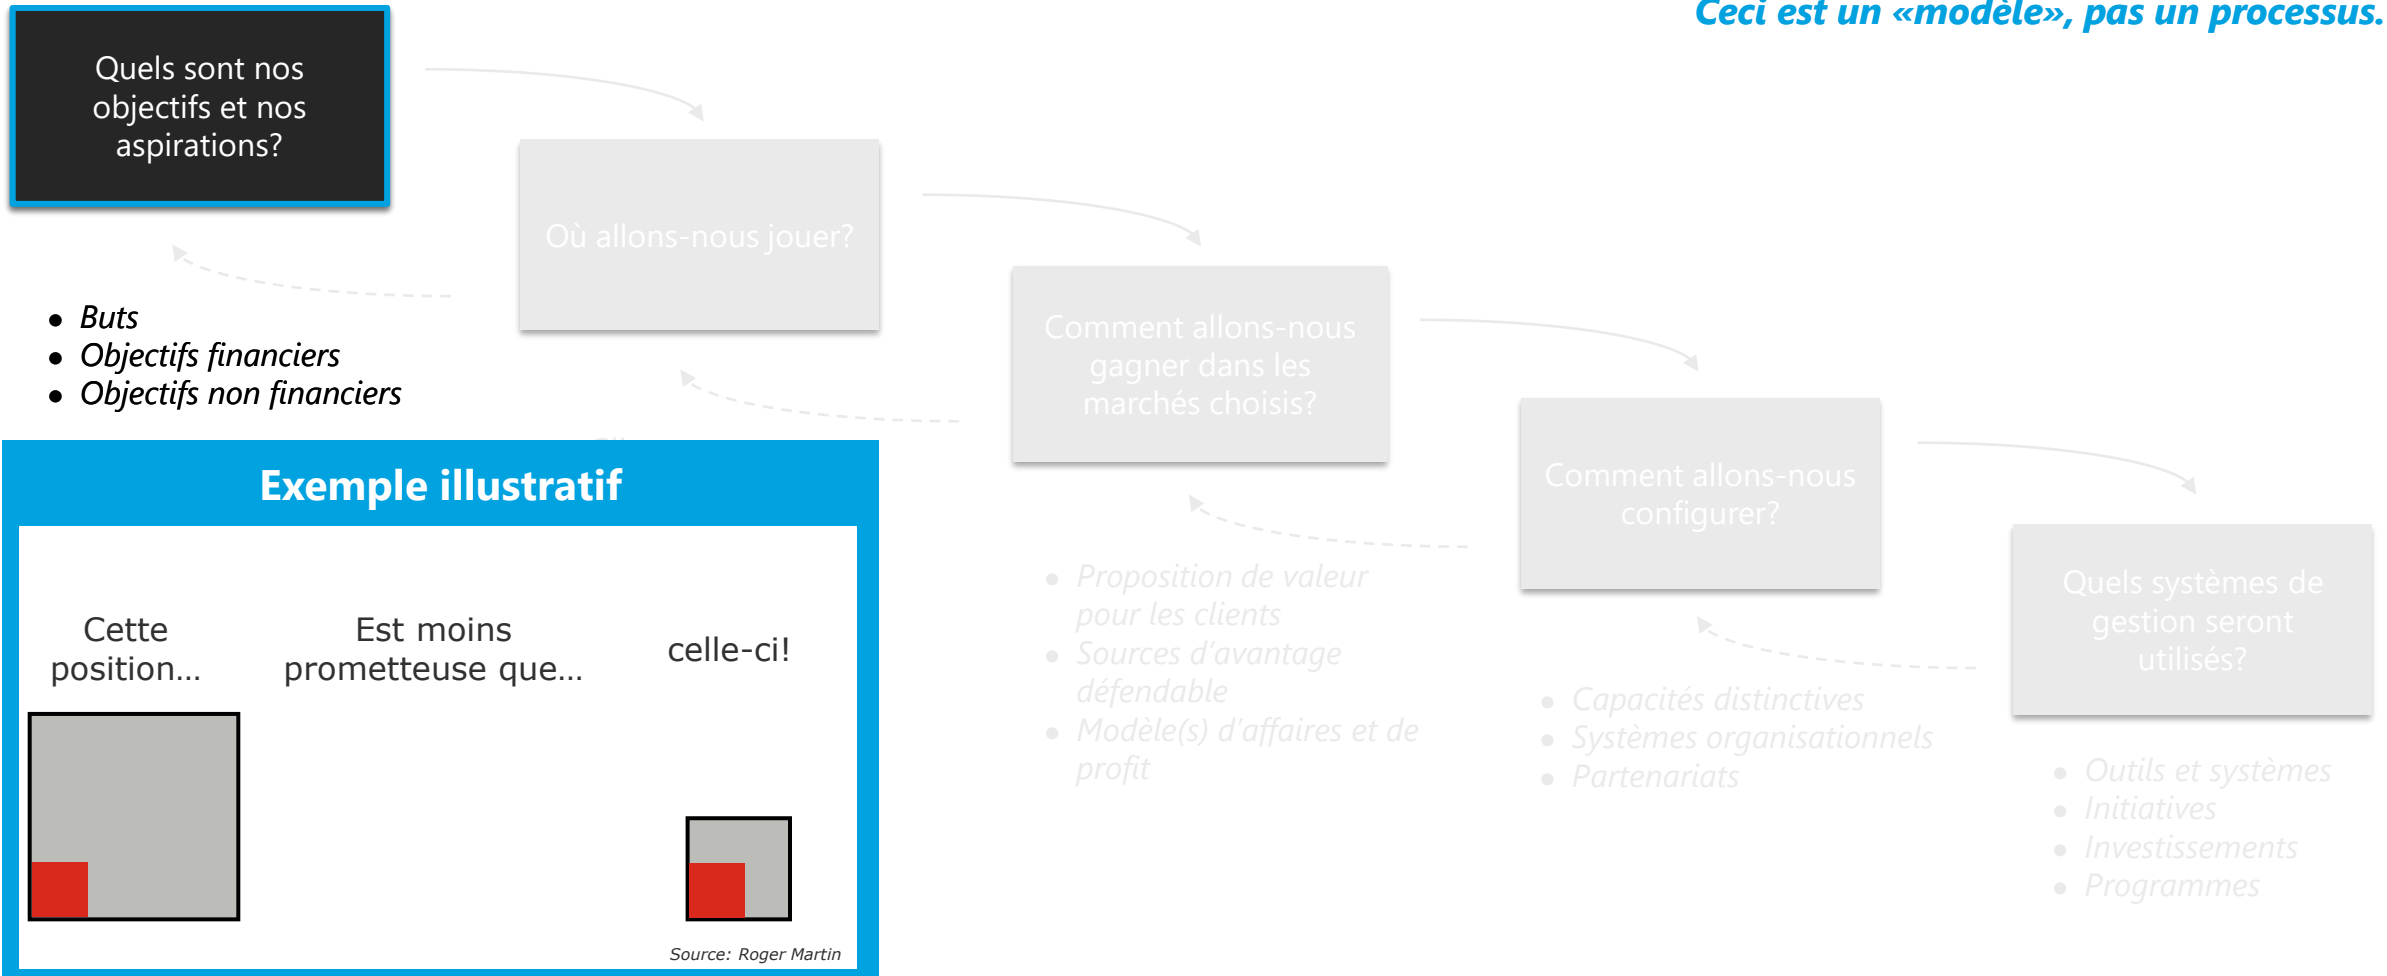 Ceci est un «modèle», pas un processus.
Quels sont nos
objectifs et nos
aspirations?
Où allons-nous jouer?
• Buts
• Objectifs financiers
• Objectifs non financiers
Comment allons-nous
gagner dans les
marchés choisis?
• Proposition de valeur
pour les clients
• Sources d'avantage
défendable
• Modèle(s) d'affaires et de
profit
Comment allons-nous
configurer?
• Capacités distinctives
• Systèmes organisationnels
• Partenariats
Quels systèmes de
gestion seront
utilisés?
• Outils et systèmes
• Initiatives
• Investissements
• Programmes
Exemple illustratif
Cette
position…
Est moins
prometteuse que…
celle-ci!
Source: Roger Martin